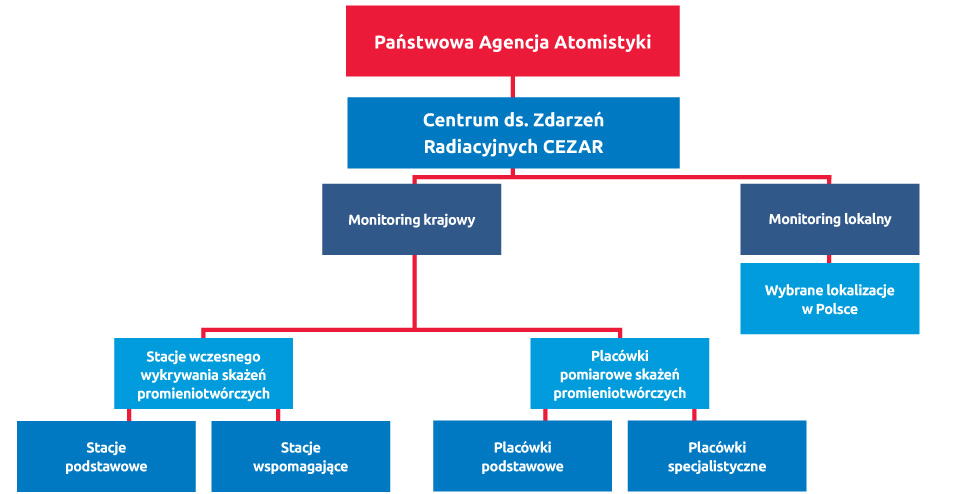 Państwowa Agencja Atomistyki
Centrum ds. Zdarzeń
Radiacyjnych CEZAR
Monitoring krajowy
Monitoring lokalny
Wybrane lokalizacje
w Polsce
Stacje wczesnego
wykrywania skażeń
promieniotwórczych
Placówki
pomiarowe skażeń
promieniotwórczych
Stacje
podstawowe
Stacje
wspomagające
Placówki
podstawowe
Placówki
specjalistyczne